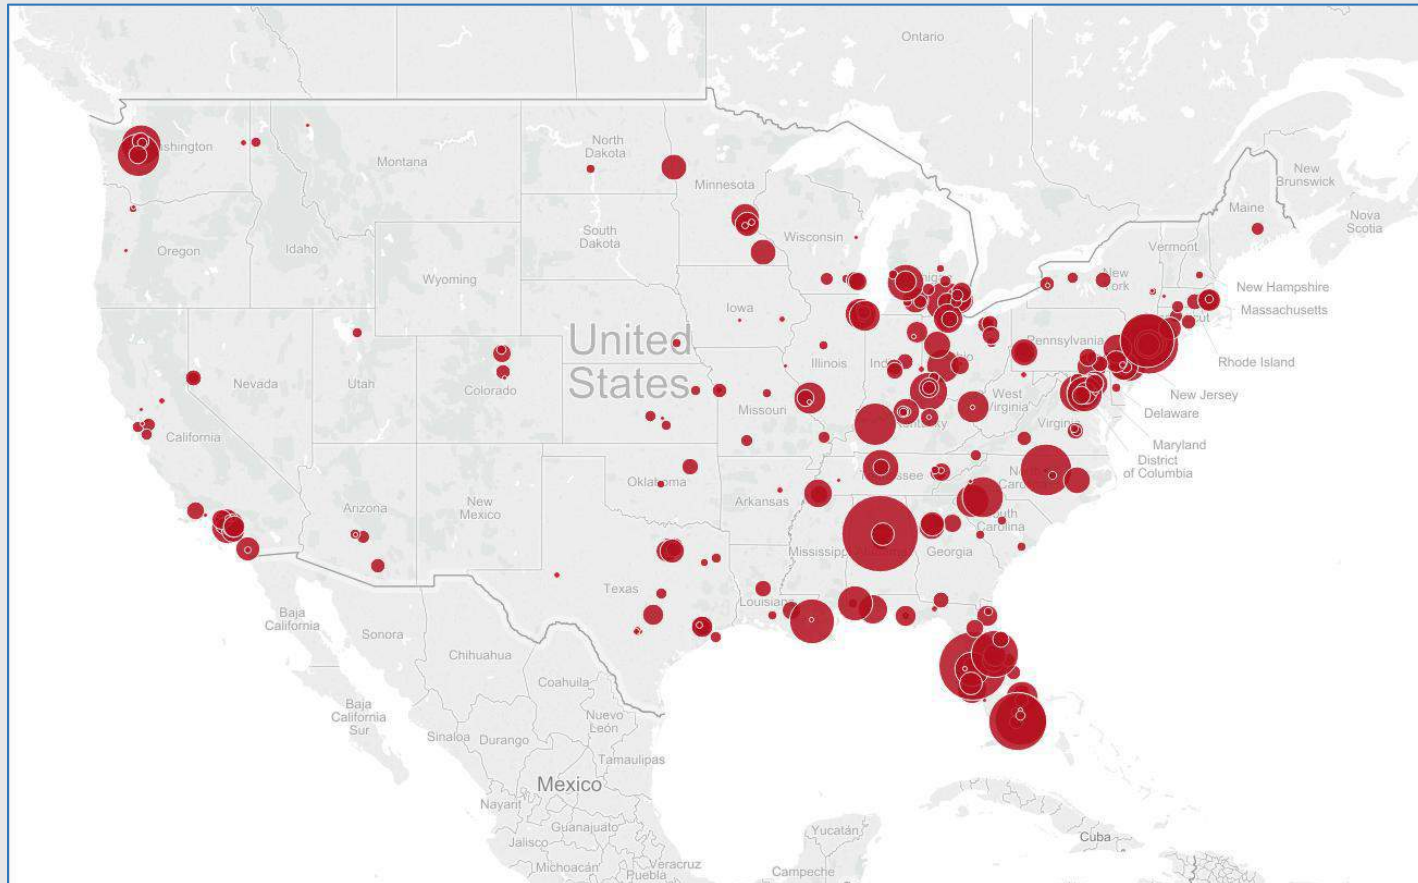 Ontario
North
Dakota
Montana
Minnesota
New
Brunswick
Maine
Nova
Scotia
South
Dakota
Wisconsin
Oregon
Idaho
Vermont
Wyoming
New Hampshire
Massachusetts
Iowa
United
States
Pennsylvania
Rhode Island
Nevada
Utah
Colorado
Illinois
West
New Jersey
Delaware
Missouri
Virginia
Maryland
District
of Columbia
California
Oklahoma
Arkansas
Arizona
New
Mexico
Mississippi
Alabama
Georgia
Texas
Louisiana
Baja
California
Sonora
Chihuahua
Coahuila
Baja
California
Sur
Nuevo
León
Sinaloa
Durango
Tamaulipas
Mexico
Nayarit
Guanajuato
Jalisco
Yucatán
Cuba
Michoacán
Veracruz
Puebla
Campeche